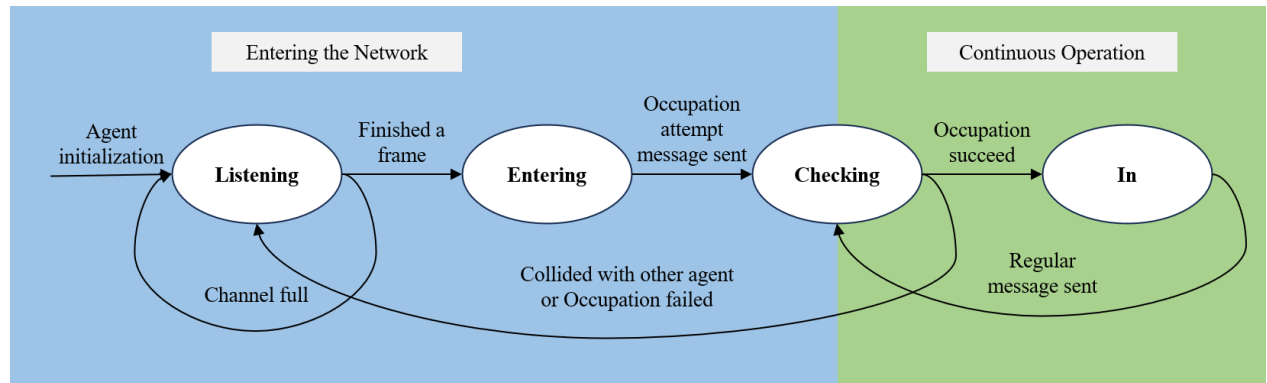 Entering the Network
Continuous Operation
Agent
initialization
Listening
Finished a
frame
Entering
Occupation
attempt
message sent
Checking
Occupation
succeed
In
Channel full
Collided with other agent
or Occupation failed
Regular
message sent